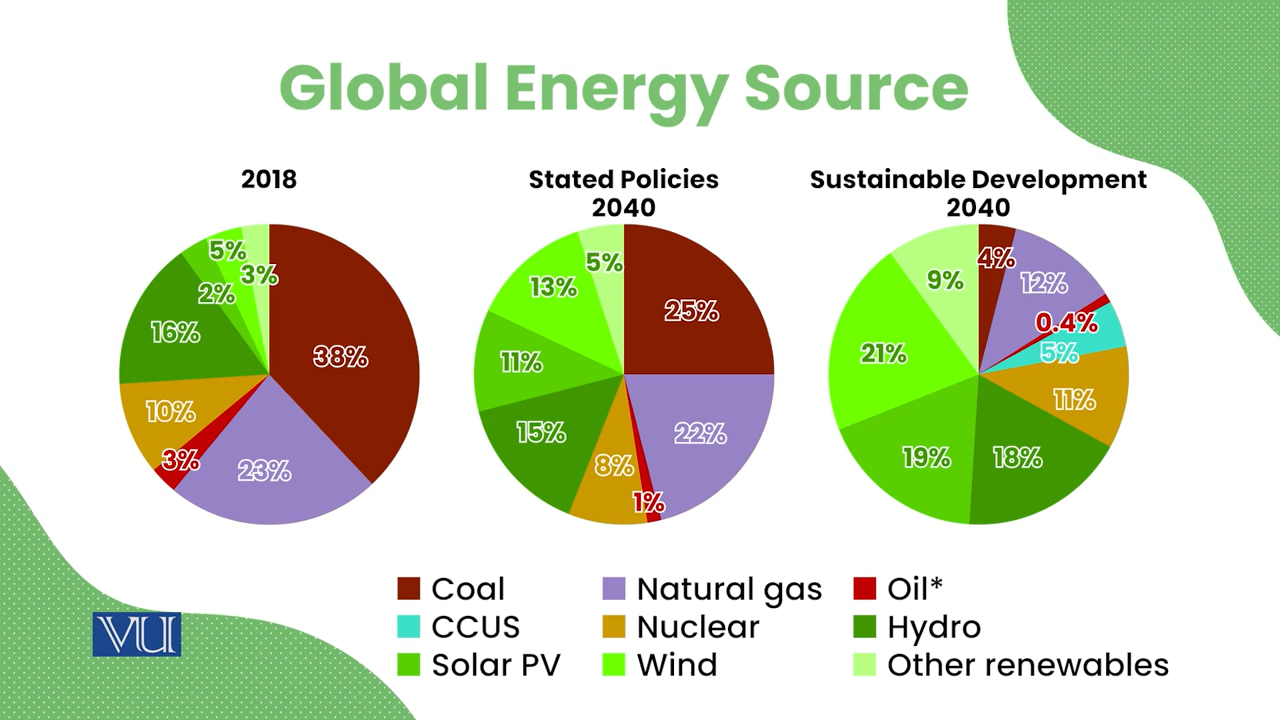 Global Energy Source
2018
Stated Policies
2040
Sustainable Development
2040
5%
3%
2%
16%
38%
10%
3%
23%
5%
13%
25%
11%
15%
22%
8%
1%
4%
9%
12%
0.4%
21%
5%
11%
19%
18%
Coal
Natural gas
Oil*
CCUS
Nuclear
Hydro
Solar PV
Wind
Other renewables
VU